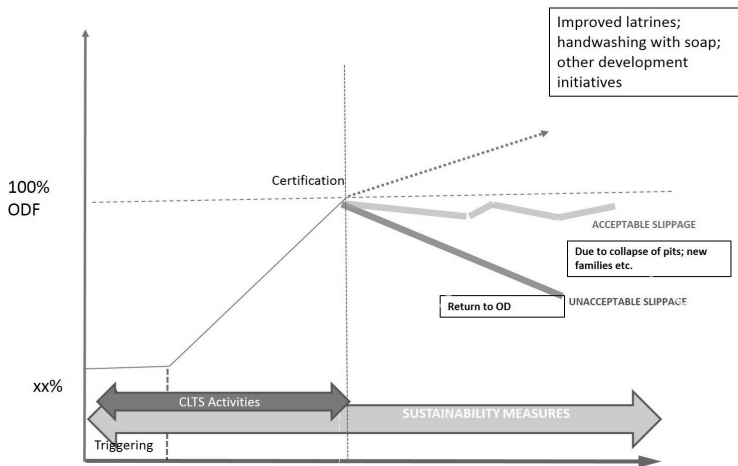 Improved latrines;
handwashing with soap;
other development
initiatives
Certification
100%
ODF
ACCEPTABLE SLIPPAGE
Due to collapse of pits; new
families etc.
Return to OD
UNACCEPTABLE SLIPPAGE
xx%
CLTS Activities
SUSTAINABILITY MEASURES
Triggering